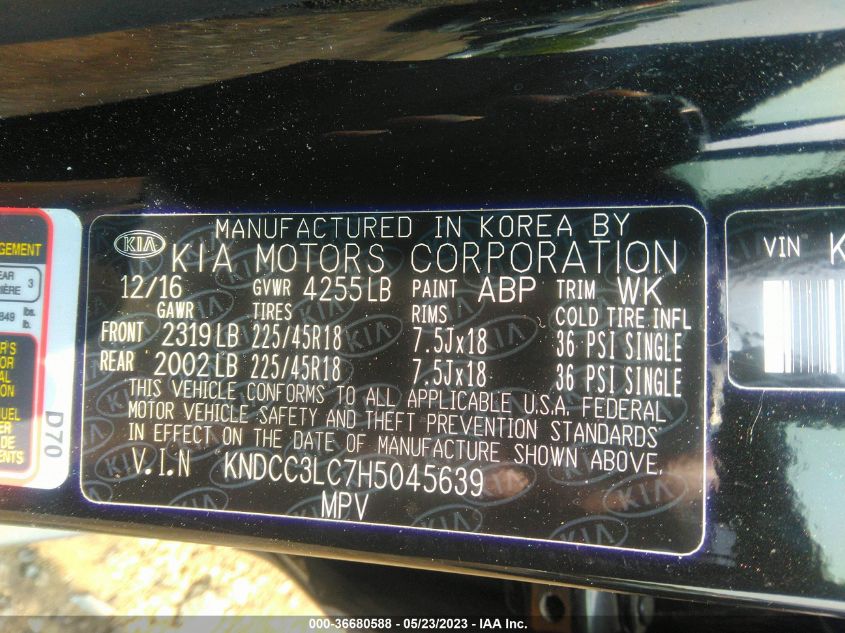 MANUFACTURED IN KOREA BY
KIA KIA MOTORS CORPORATION
12/16 GVWR 4255LB PAINT ABP TRIM WK
GAWR TIRES RIMS COLD TIRE INFL
FRONT 2319LB 225/45R18 7.5Jx18 36 PSI SINGLE
REAR 2002LB 225/45R18 7.5Jx18 36 PSI SINGLE
THIS VEHICLE CONFORMS TO ALL APPLICABLE U.S.A. FEDERAL
MOTOR VEHICLE SAFETY AND THEFT PREVENTION STANDARDS
IN EFFECT ON THE DATE OF MANUFACTURE SHOWN ABOVE.
V.I.N KNDCC3LC7H5045639
MPV
VIN K
D70
000-36680588 - 05/23/2023 - IAA Inc.